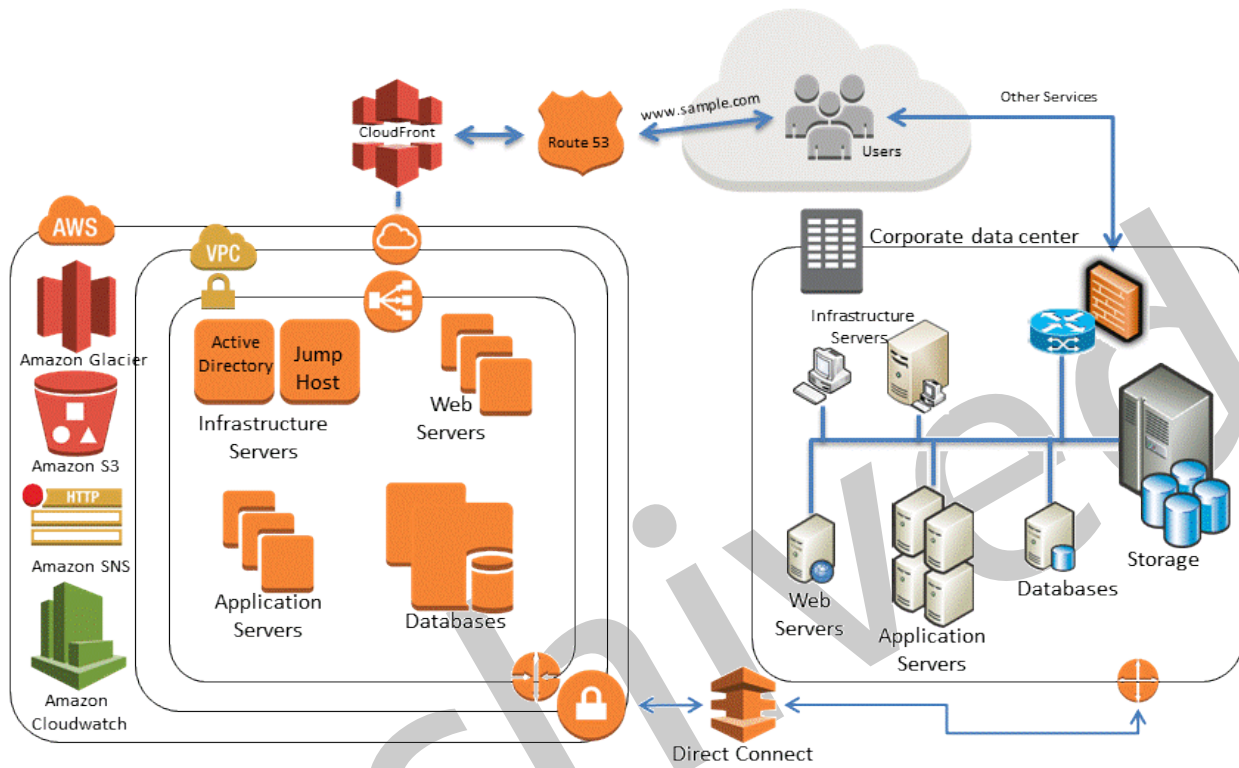 www.sample.com
Other Services
CloudFront
Route 53
Users
AWS
VPC
Corporate data center
Amazon Glacier
Active
Directory
Jump
Host
Infrastructure
Servers
Web
Servers
Infrastructure
Servers
Amazon S3
HTTP
Amazon SNS
Application
Servers
Databases
Amazon
Cloudwatch
Web
Servers
Application
Servers
Databases
Storage
Direct Connect
chived